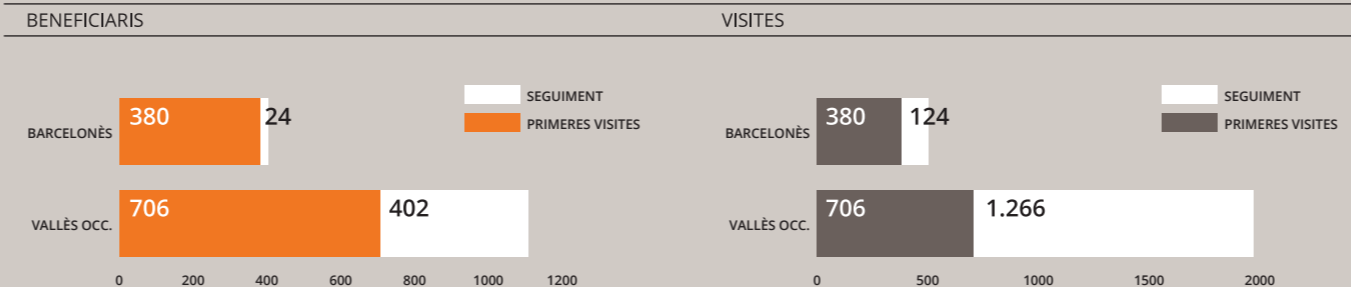 BENEFICIARIS
BARCELONÈS
380
24
VALLÈS OCC.
706
402
0 200 400 600 800 1000 1200
SEGUIMENT
PRIMERES VISITES
VISITES
BARCELONÈS
380
124
VALLÈS OCC.
706
1.266
0 500 1000 1500 2000
SEGUIMENT
PRIMERES VISITES